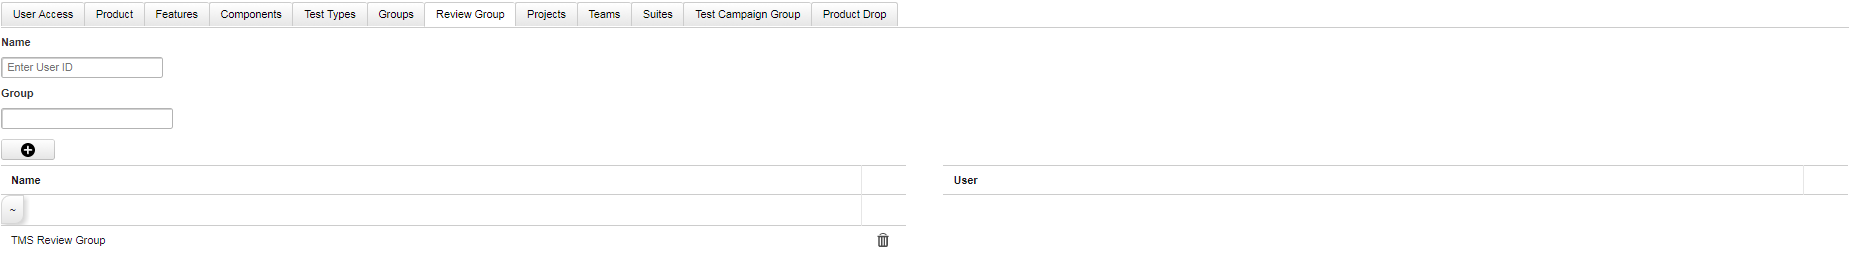 User Access Product Features Components Test Types Groups Review Group Projects Teams Suites Test Campaign Group Product Drop
Name
Enter User ID
Group
Name User
~
TMS Review Group